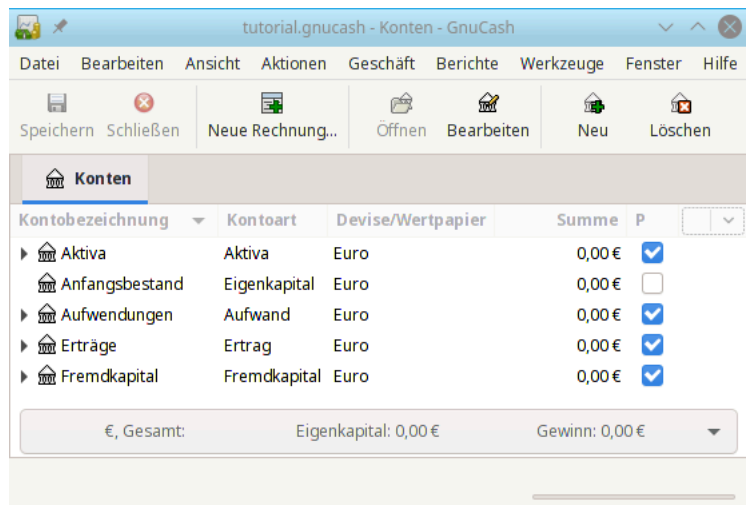 tutorial.gnucash - Konten - GnuCash
Datei Bearbeiten Ansicht Aktionen Geschäft Berichte Werkzeuge Fenster Hilfe
Speichern Schließen Neue Rechnung... Öffnen Bearbeiten Neu Löschen
Konten
Kontobezeichnung Kontoart Devise/Wertpapier Summe P
Aktiva Aktiva Euro 0,00 €
Anfangsbestand Eigenkapital Euro 0,00 €
Aufwendungen Aufwand Euro 0,00 €
Erträge Ertrag Euro 0,00 €
Fremdkapital Fremdkapital Euro 0,00 €
€, Gesamt: Eigenkapital: 0,00 € Gewinn: 0,00 €